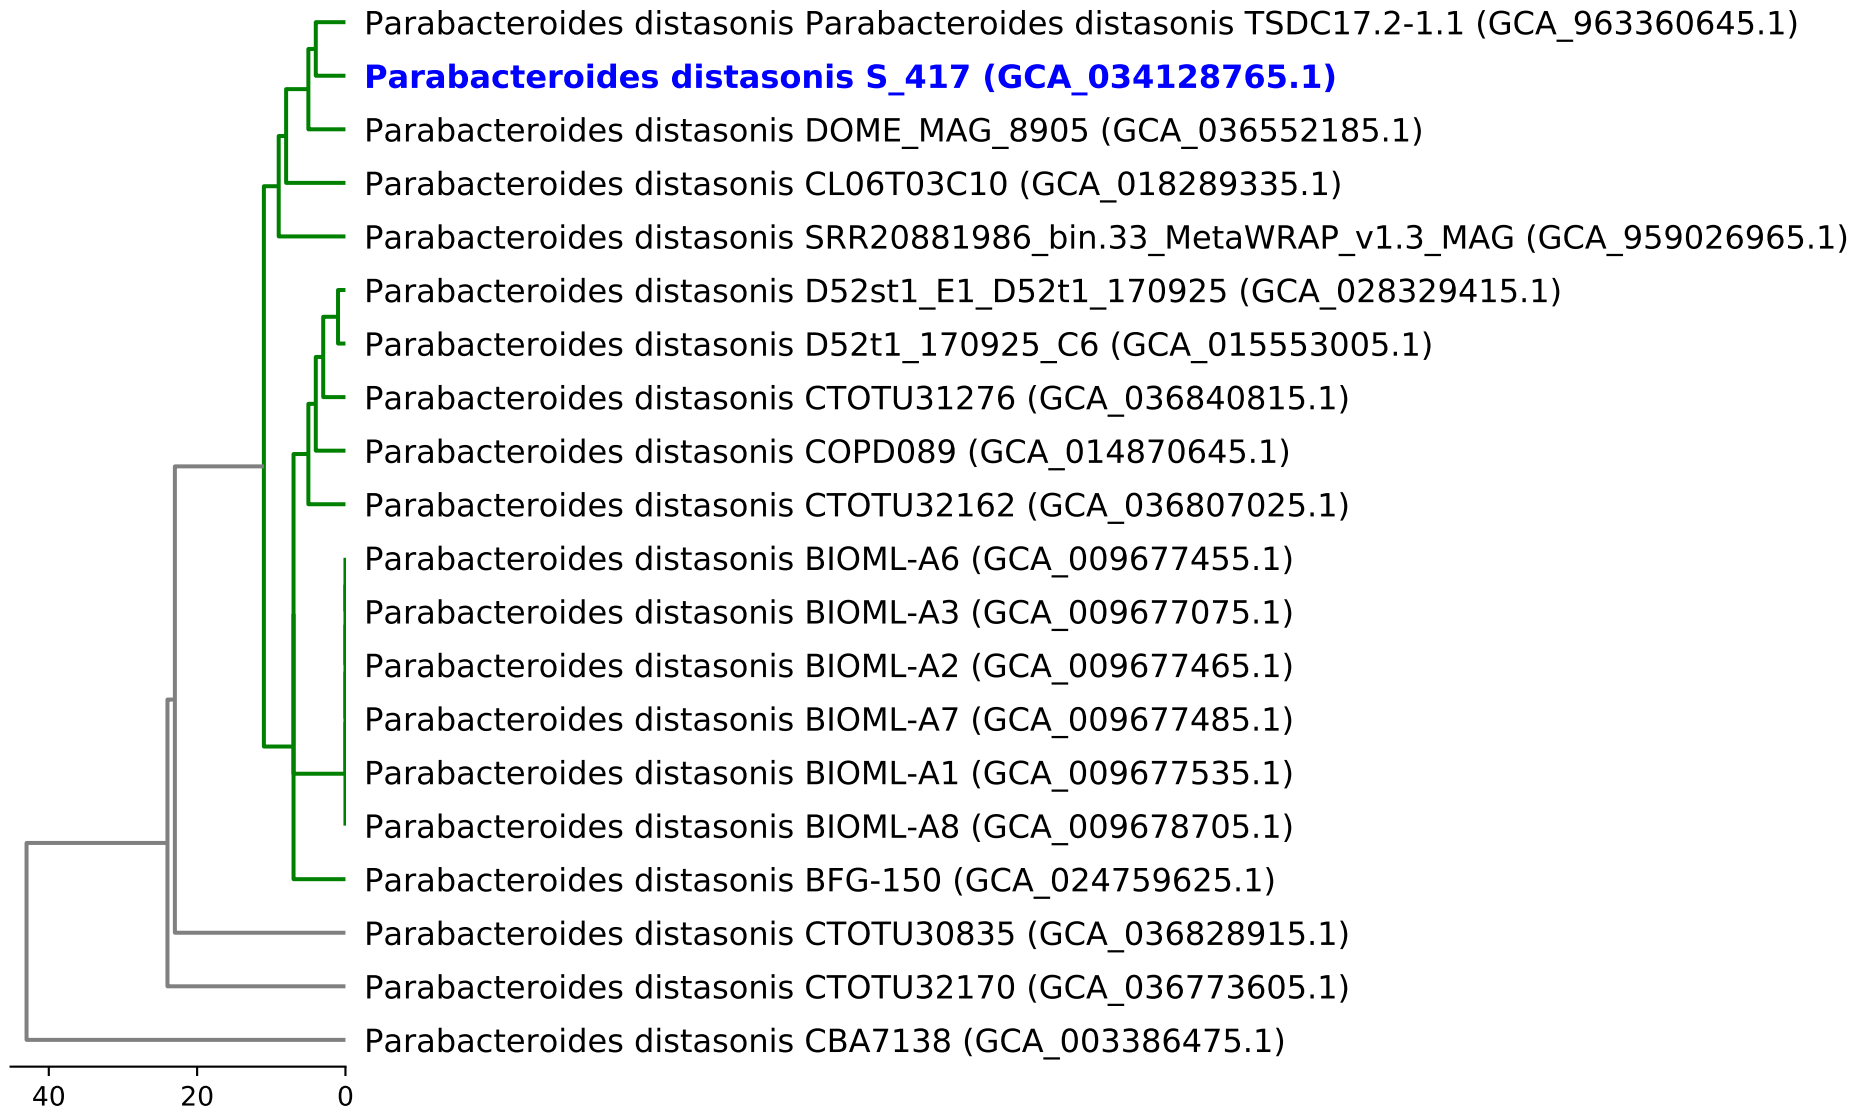 Parabacteroides distasonis Parabacteroides distasonis TSDC17.2-1.1 (GCA_963360645.1)
Parabacteroides distasonis S_417 (GCA_034128765.1)
Parabacteroides distasonis DOME_MAG_8905 (GCA_036552185.1)
Parabacteroides distasonis CL06T03C10 (GCA_018289335.1)
Parabacteroides distasonis SRR20881986_bin.33_MetaWRAP_v1.3_MAG (GCA_959026965.1)
Parabacteroides distasonis D52st1_E1_D52t1_170925 (GCA_028329415.1)
Parabacteroides distasonis D52t1_170925_C6 (GCA_015553005.1)
Parabacteroides distasonis CTOTU31276 (GCA_036840815.1)
Parabacteroides distasonis COPD089 (GCA_014870645.1)
Parabacteroides distasonis CTOTU32162 (GCA_036807025.1)
Parabacteroides distasonis BIOML-A6 (GCA_009677455.1)
Parabacteroides distasonis BIOML-A3 (GCA_009677075.1)
Parabacteroides distasonis BIOML-A2 (GCA_009677465.1)
Parabacteroides distasonis BIOML-A7 (GCA_009677485.1)
Parabacteroides distasonis BIOML-A1 (GCA_009677535.1)
Parabacteroides distasonis BIOML-A8 (GCA_009678705.1)
Parabacteroides distasonis BFG-150 (GCA_024759625.1)
Parabacteroides distasonis CTOTU30835 (GCA_036828915.1)
Parabacteroides distasonis CTOTU32170 (GCA_036773605.1)
Parabacteroides distasonis CBA7138 (GCA_003386475.1)
40 20 0